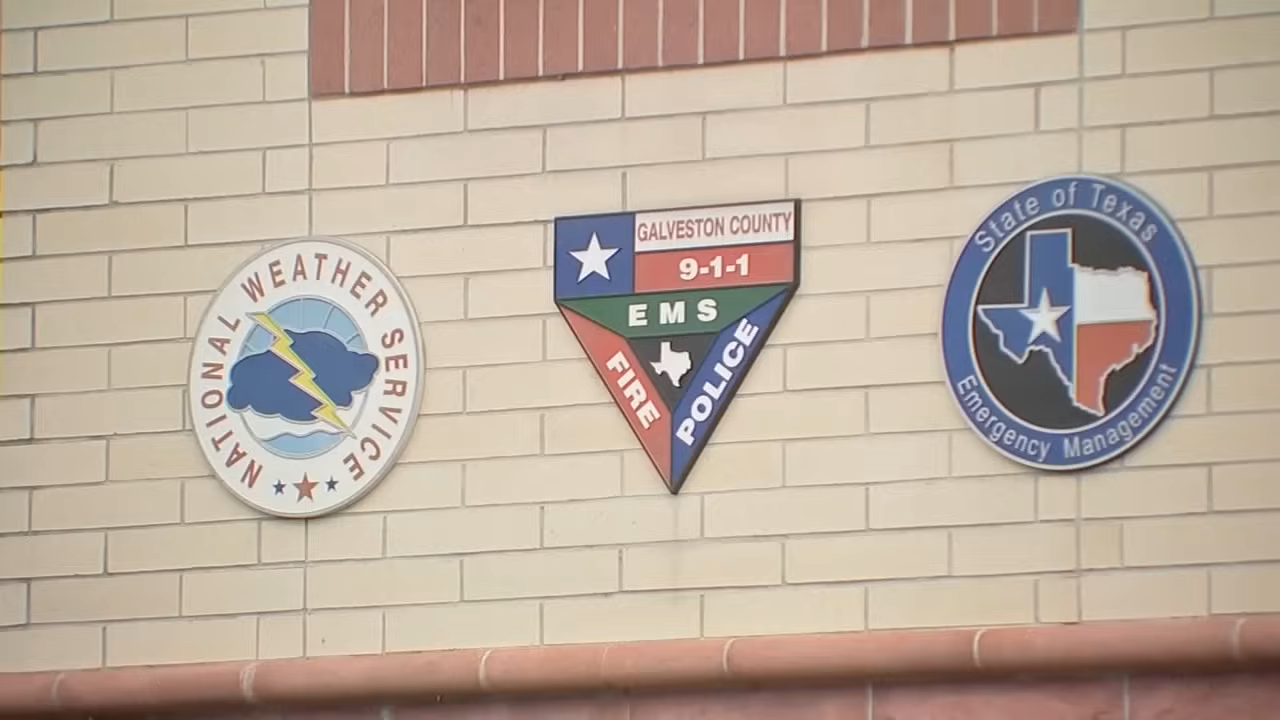 NATIONAL WEATHER SERVICE
GALVESTON COUNTY
9-1-1
EMS
FIRE
POLICE
State of Texas
Emergency Management